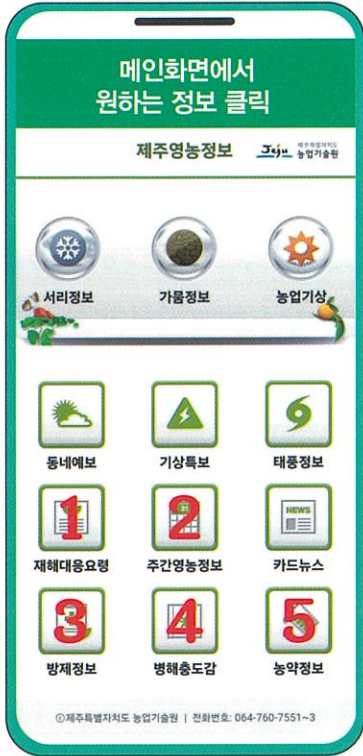 메인화면에서
원하는 정보 클릭
제주영농정보 Jeju 제주특별자치도 농업기술원
서리정보 가뭄정보 농업기상
동네예보 기상특보 태풍정보
1 2 NEWS
재해대응요령 주간영농정보 카드뉴스
3 4 5
방제정보 병해충도감 농약정보
ⓒ제주특별자치도 농업기술원 | 전화번호: 064-760-7551~3